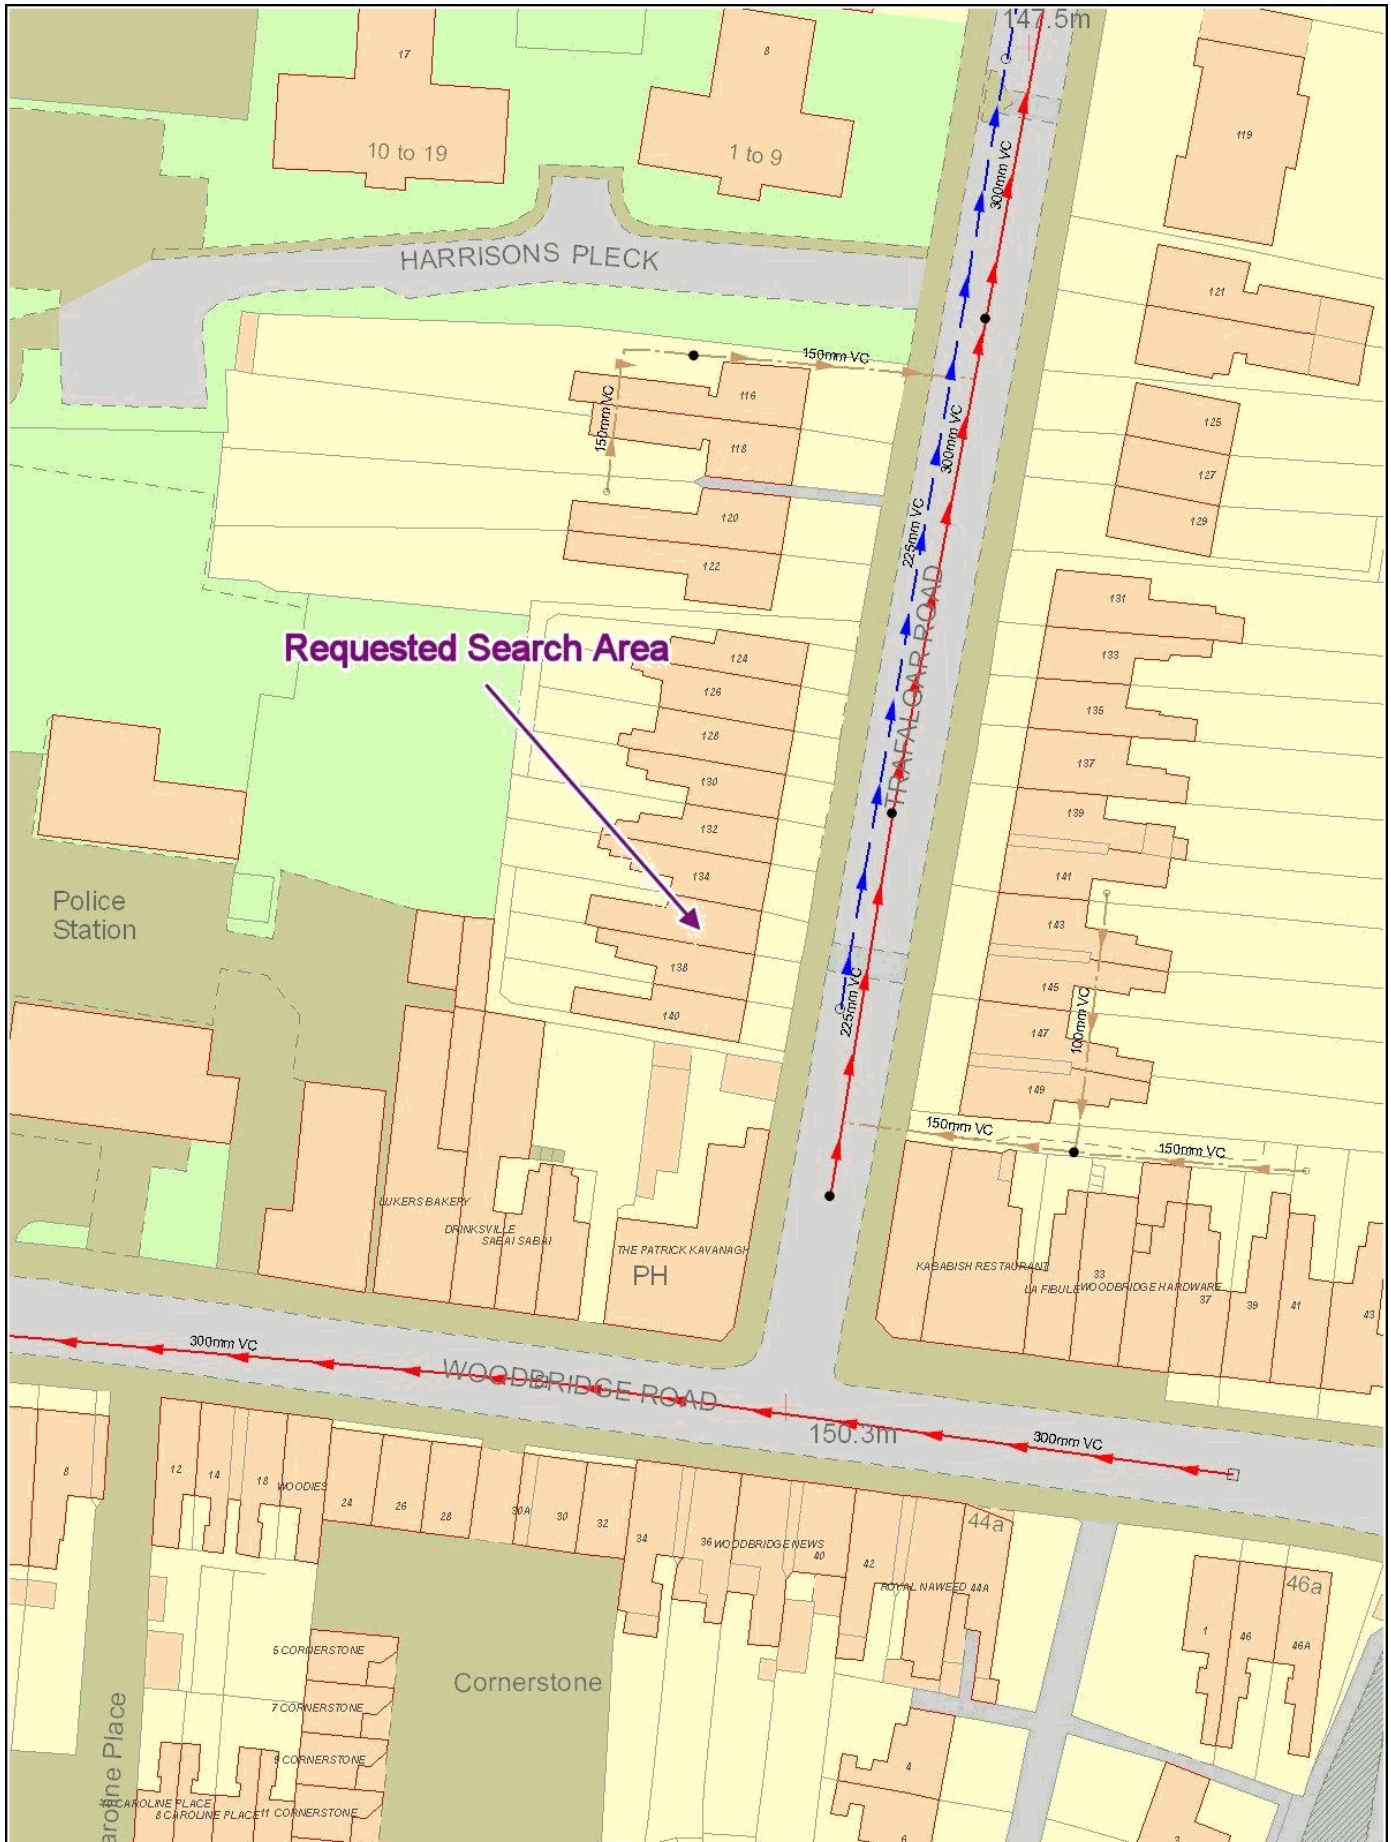 147.5m
17
8
10 to 19
1 to 9
119
300mm VC
HARRISONS PLECK
121
150mm VC
116
150mm VC
118
300mm VC
125
127
129
120
122
225mm VC
TRAFALGAR ROAD
131
133
135
137
139
141
143
145
147
149
Requested Search Area
124
126
128
130
132
134
138
140
Police
Station
225mm VC
100mm VC
150mm VC
150mm VC
LUKERS BAKERY
DRINKSVILLE
SABAI SABAI
THE PATRICK KAVANAGH
PH
KABABISH RESTAURANT
33
LA FIBULE
WOODBRIDGE HARDWARE
37
39
41
43
300mm VC
WOODBRIDGE ROAD
150.3m
300mm VC
8
12
14
18
WOODIES
24
26
28
30A
30
32
34
36
WOODBRIDGE NEWS
40
42
44a
ROYAL NAWEED
44A
46a
1
46
46A
5 CORNERSTONE
Cornerstone
7 CORNERSTONE
9 CORNERSTONE
CAROLINE PLACE
8 CAROLINE PLACE
11 CORNERSTONE
aroline Place
4
6
3